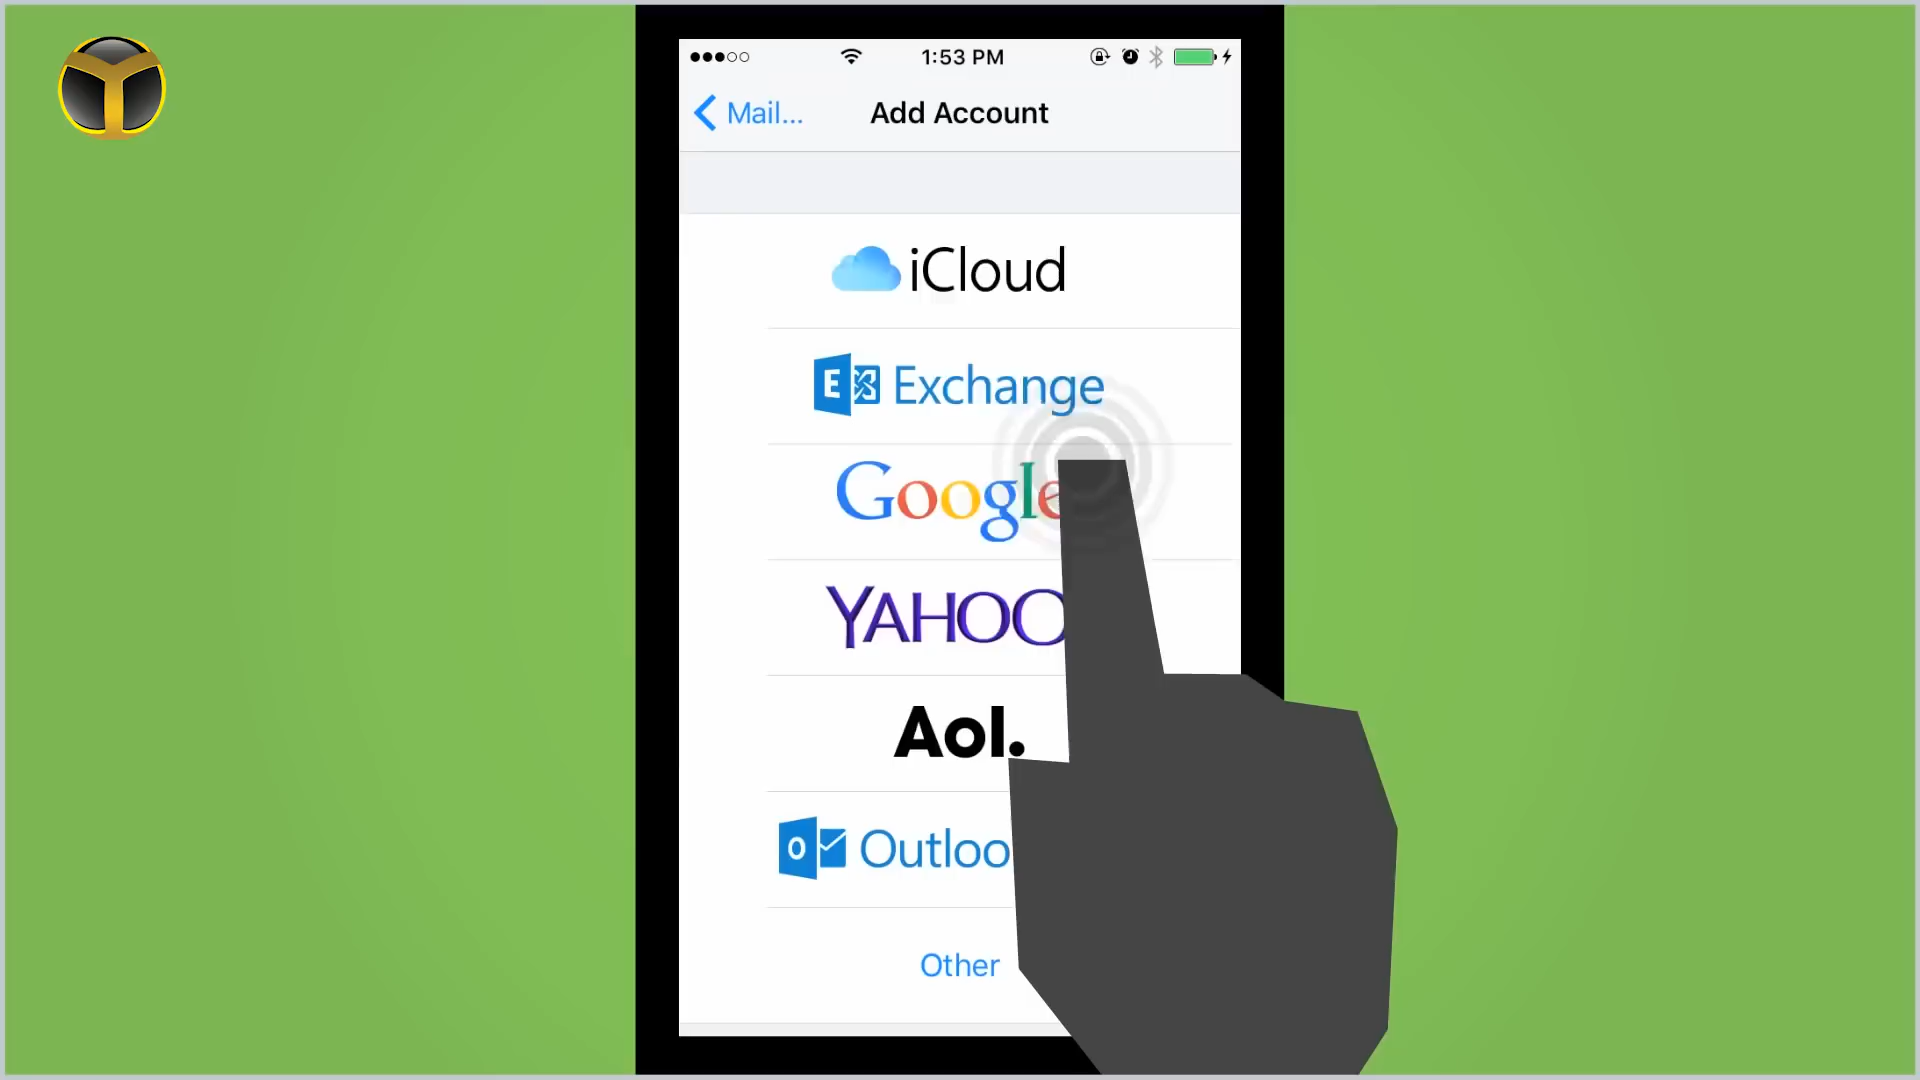 1:53 PM
Mail...
Add Account
iCloud
Exchange
Google
YAHOO
Aol.
Outloo
Other